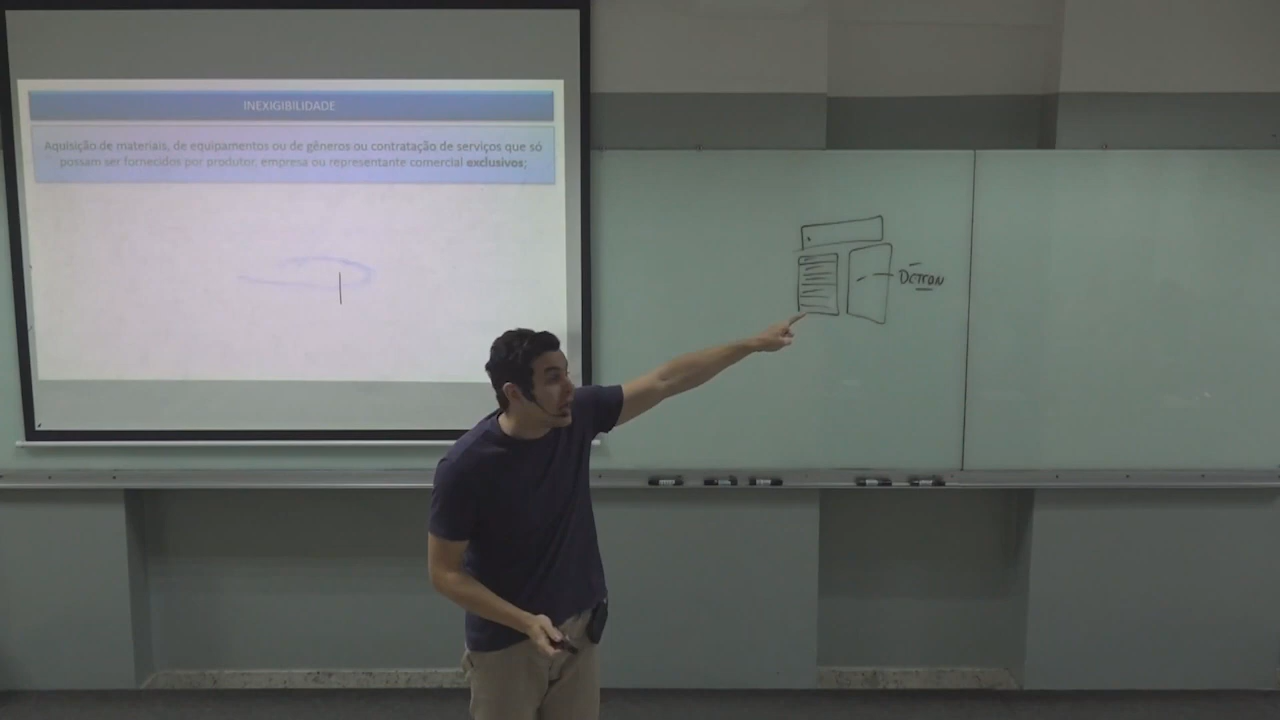 INEXIGIBILIDADE
Aquisição de materiais, de equipamentos ou de gêneros ou contratação de serviços que só
possam ser fornecidos por produtor, empresa ou representante comercial exclusivos;